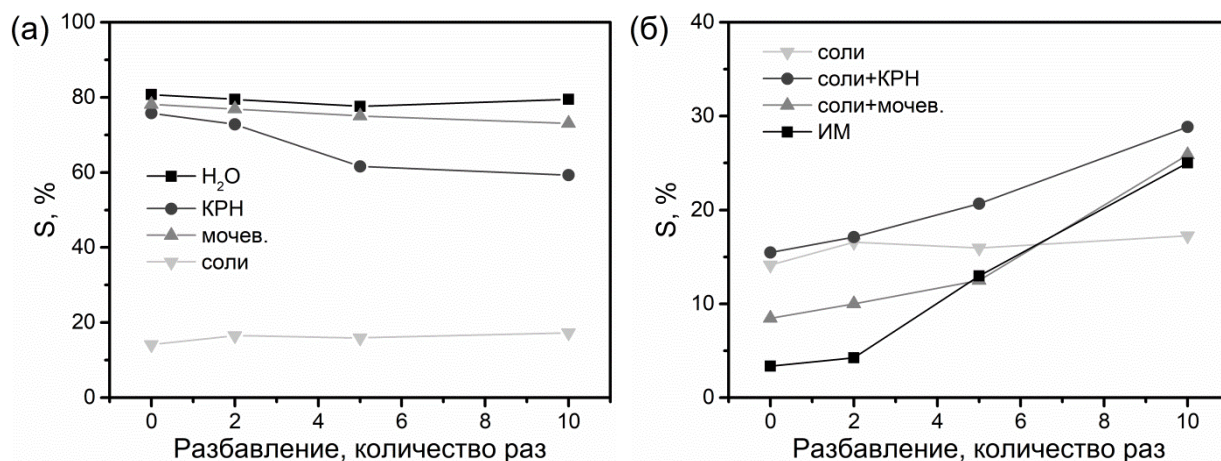 (а)
100
80
60
40
20
0
S, %
H₂O
КРН
мочев.
соли
0 2 4 6 8 10
Разбавление, количество раз
(б)
40
30
20
10
0
S, %
соли
соли+КРН
соли+мочев.
ИМ
0 2 4 6 8 10
Разбавление, количество раз